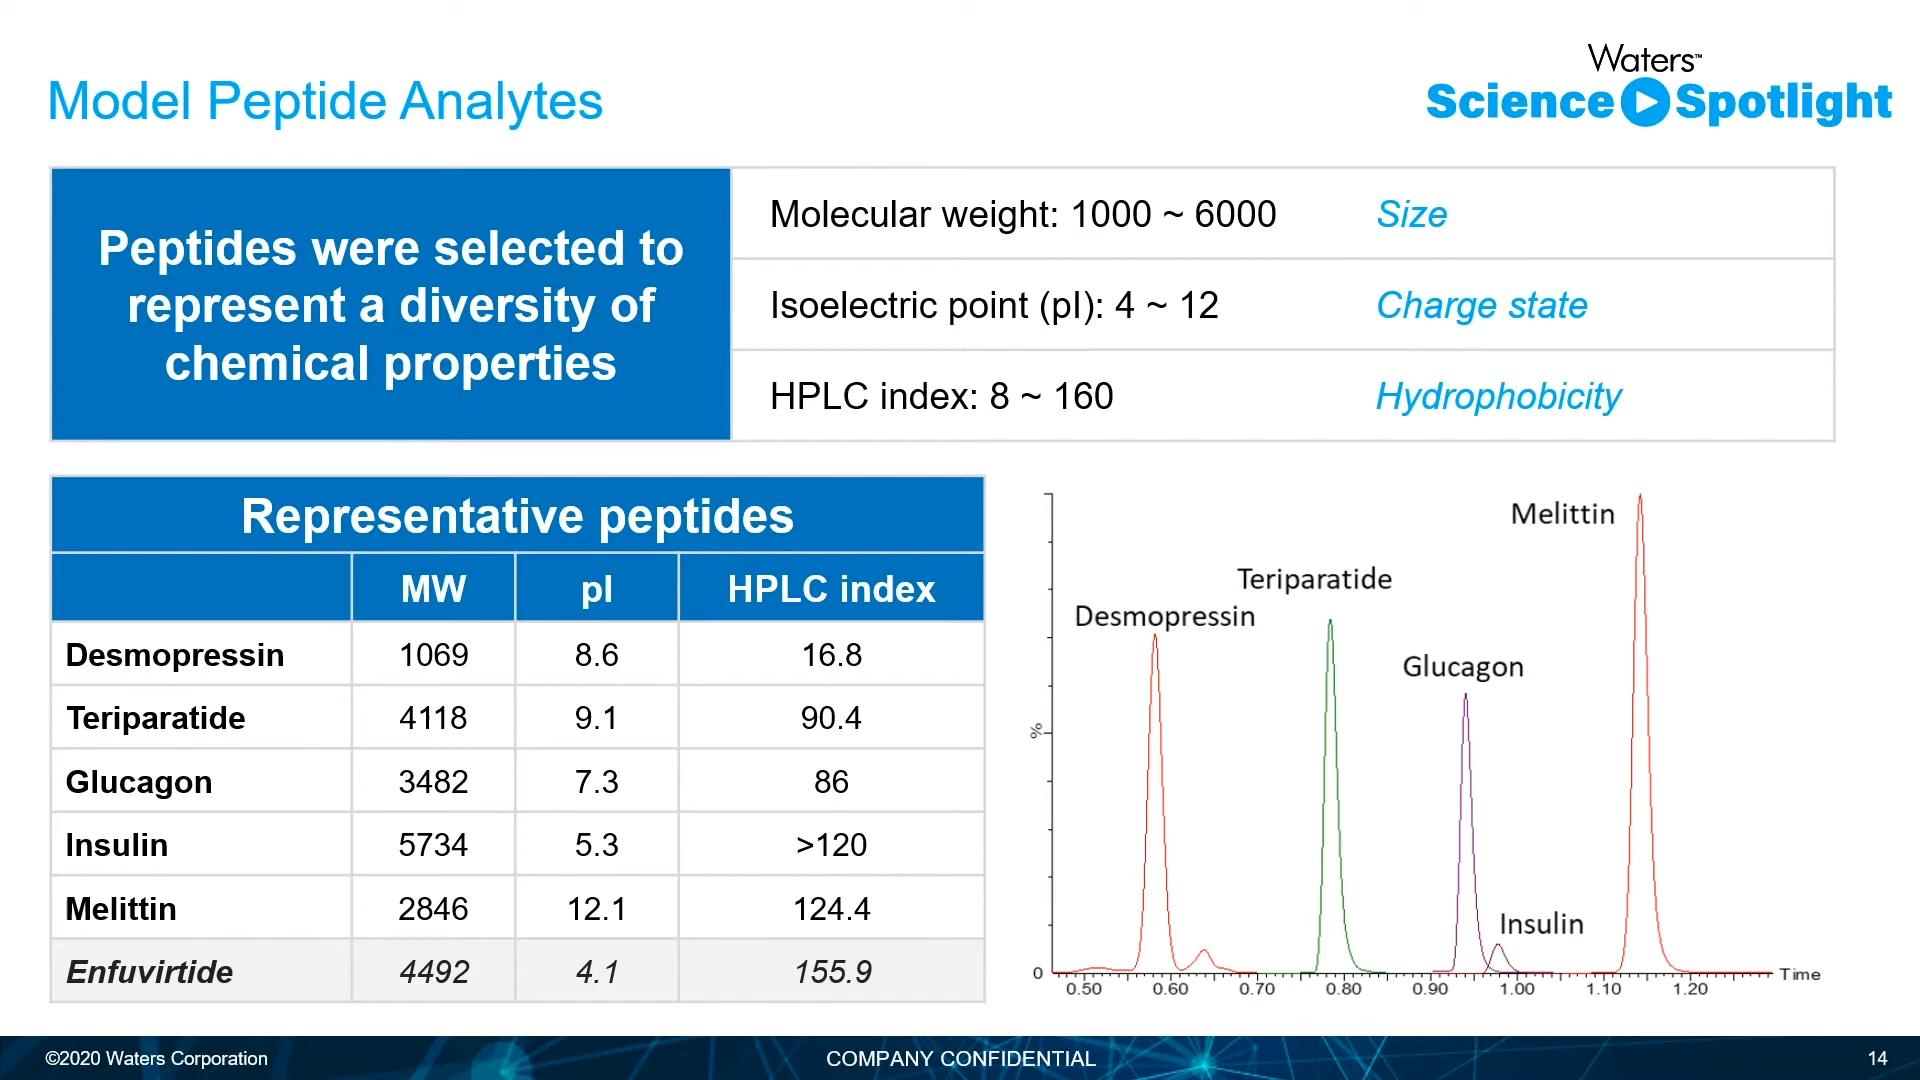 Waters™
Science Spotlight
Model Peptide Analytes
Peptides were selected to
represent a diversity of
chemical properties
Molecular weight: 1000 ~ 6000 Size
Isoelectric point (pI): 4 ~ 12 Charge state
HPLC index: 8 ~ 160 Hydrophobicity
Representative peptides
MW pI HPLC index
Desmopressin 1069 8.6 16.8
Teriparatide 4118 9.1 90.4
Glucagon 3482 7.3 86
Insulin 5734 5.3 >120
Melittin 2846 12.1 124.4
Enfuvirtide 4492 4.1 155.9
Melittin
Teriparatide
Desmopressin
Glucagon
%
Insulin
0
Time
0.50 0.60 0.70 0.80 0.90 1.00 1.10 1.20
©2020 Waters Corporation
COMPANY CONFIDENTIAL
14